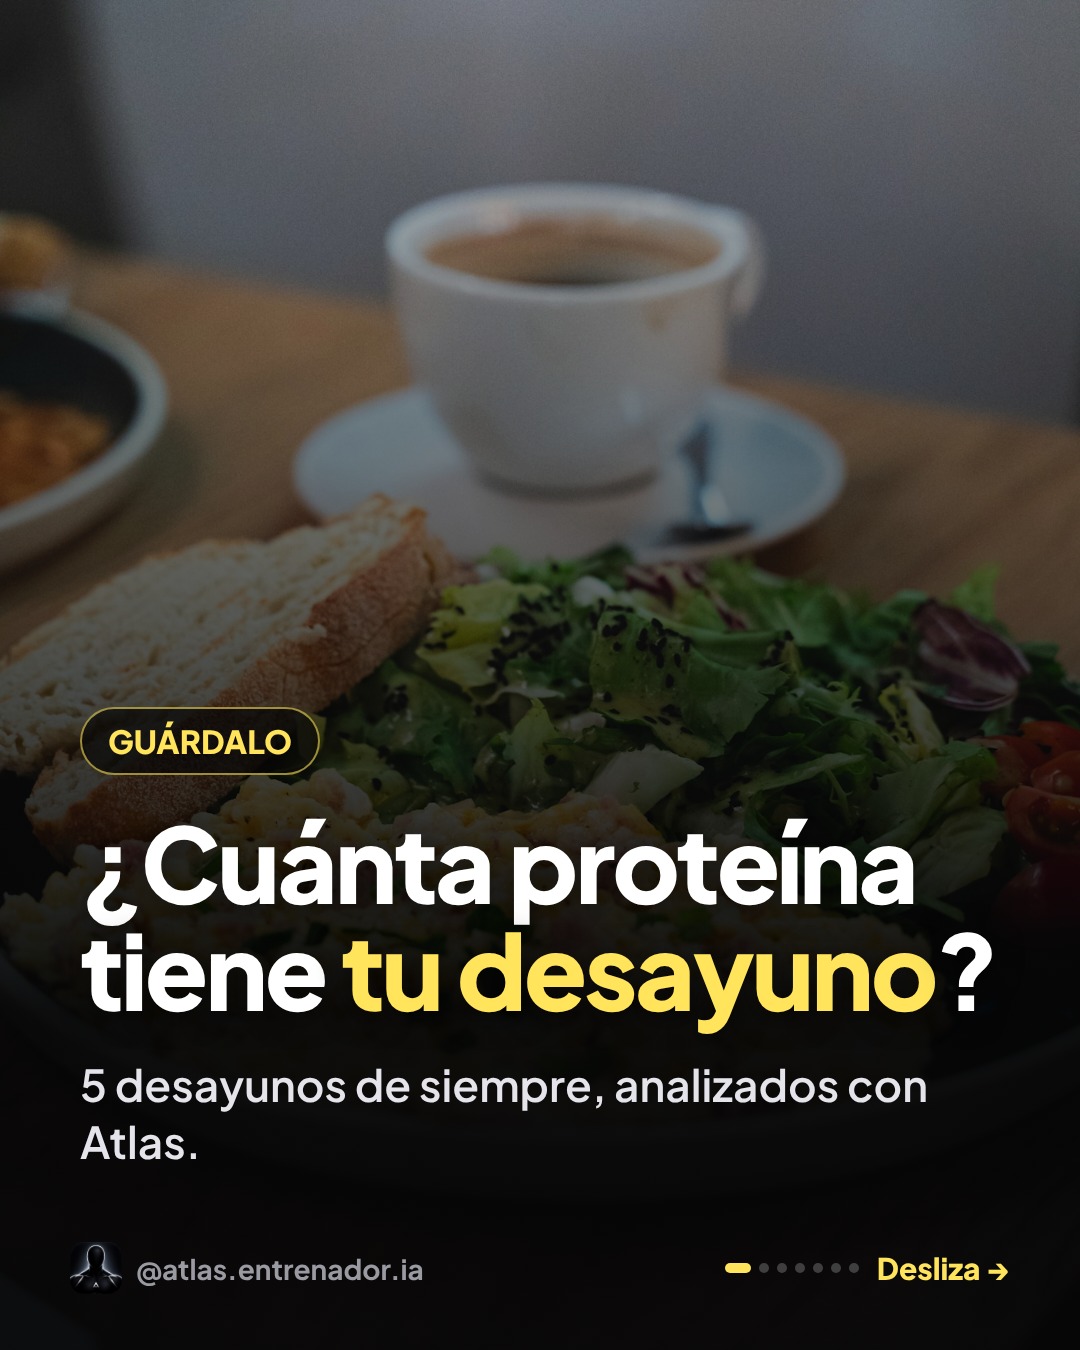 GUÁRDALO
¿Cuánta proteína
tiene tu desayuno?
5 desayunos de siempre, analizados con
Atlas.
@atlas.entrenador.ia
Desliza →